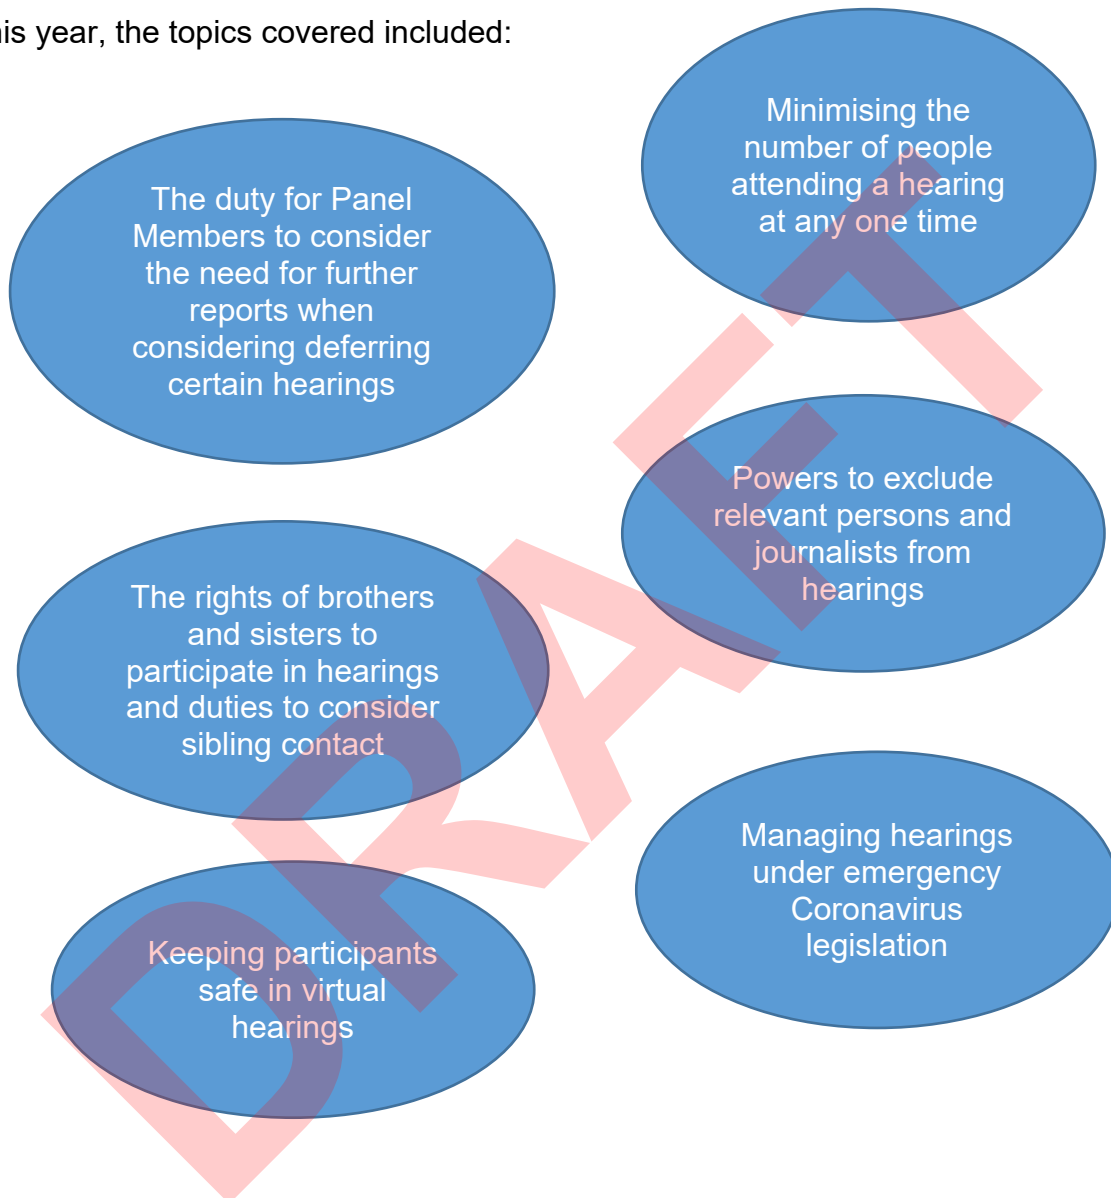 his year, the topics covered included:
Minimising the
number of people
attending a hearing
at any one time
The duty for Panel
Members to consider
the need for further
reports when
considering deferring
certain hearings
Powers to exclude
relevant persons and
journalists from
hearings
The rights of brothers
and sisters to
participate in hearings
and duties to consider
sibling contact
Managing hearings
under emergency
Coronavirus
legislation
Keeping participants
safe in virtual
hearings
DRAFT